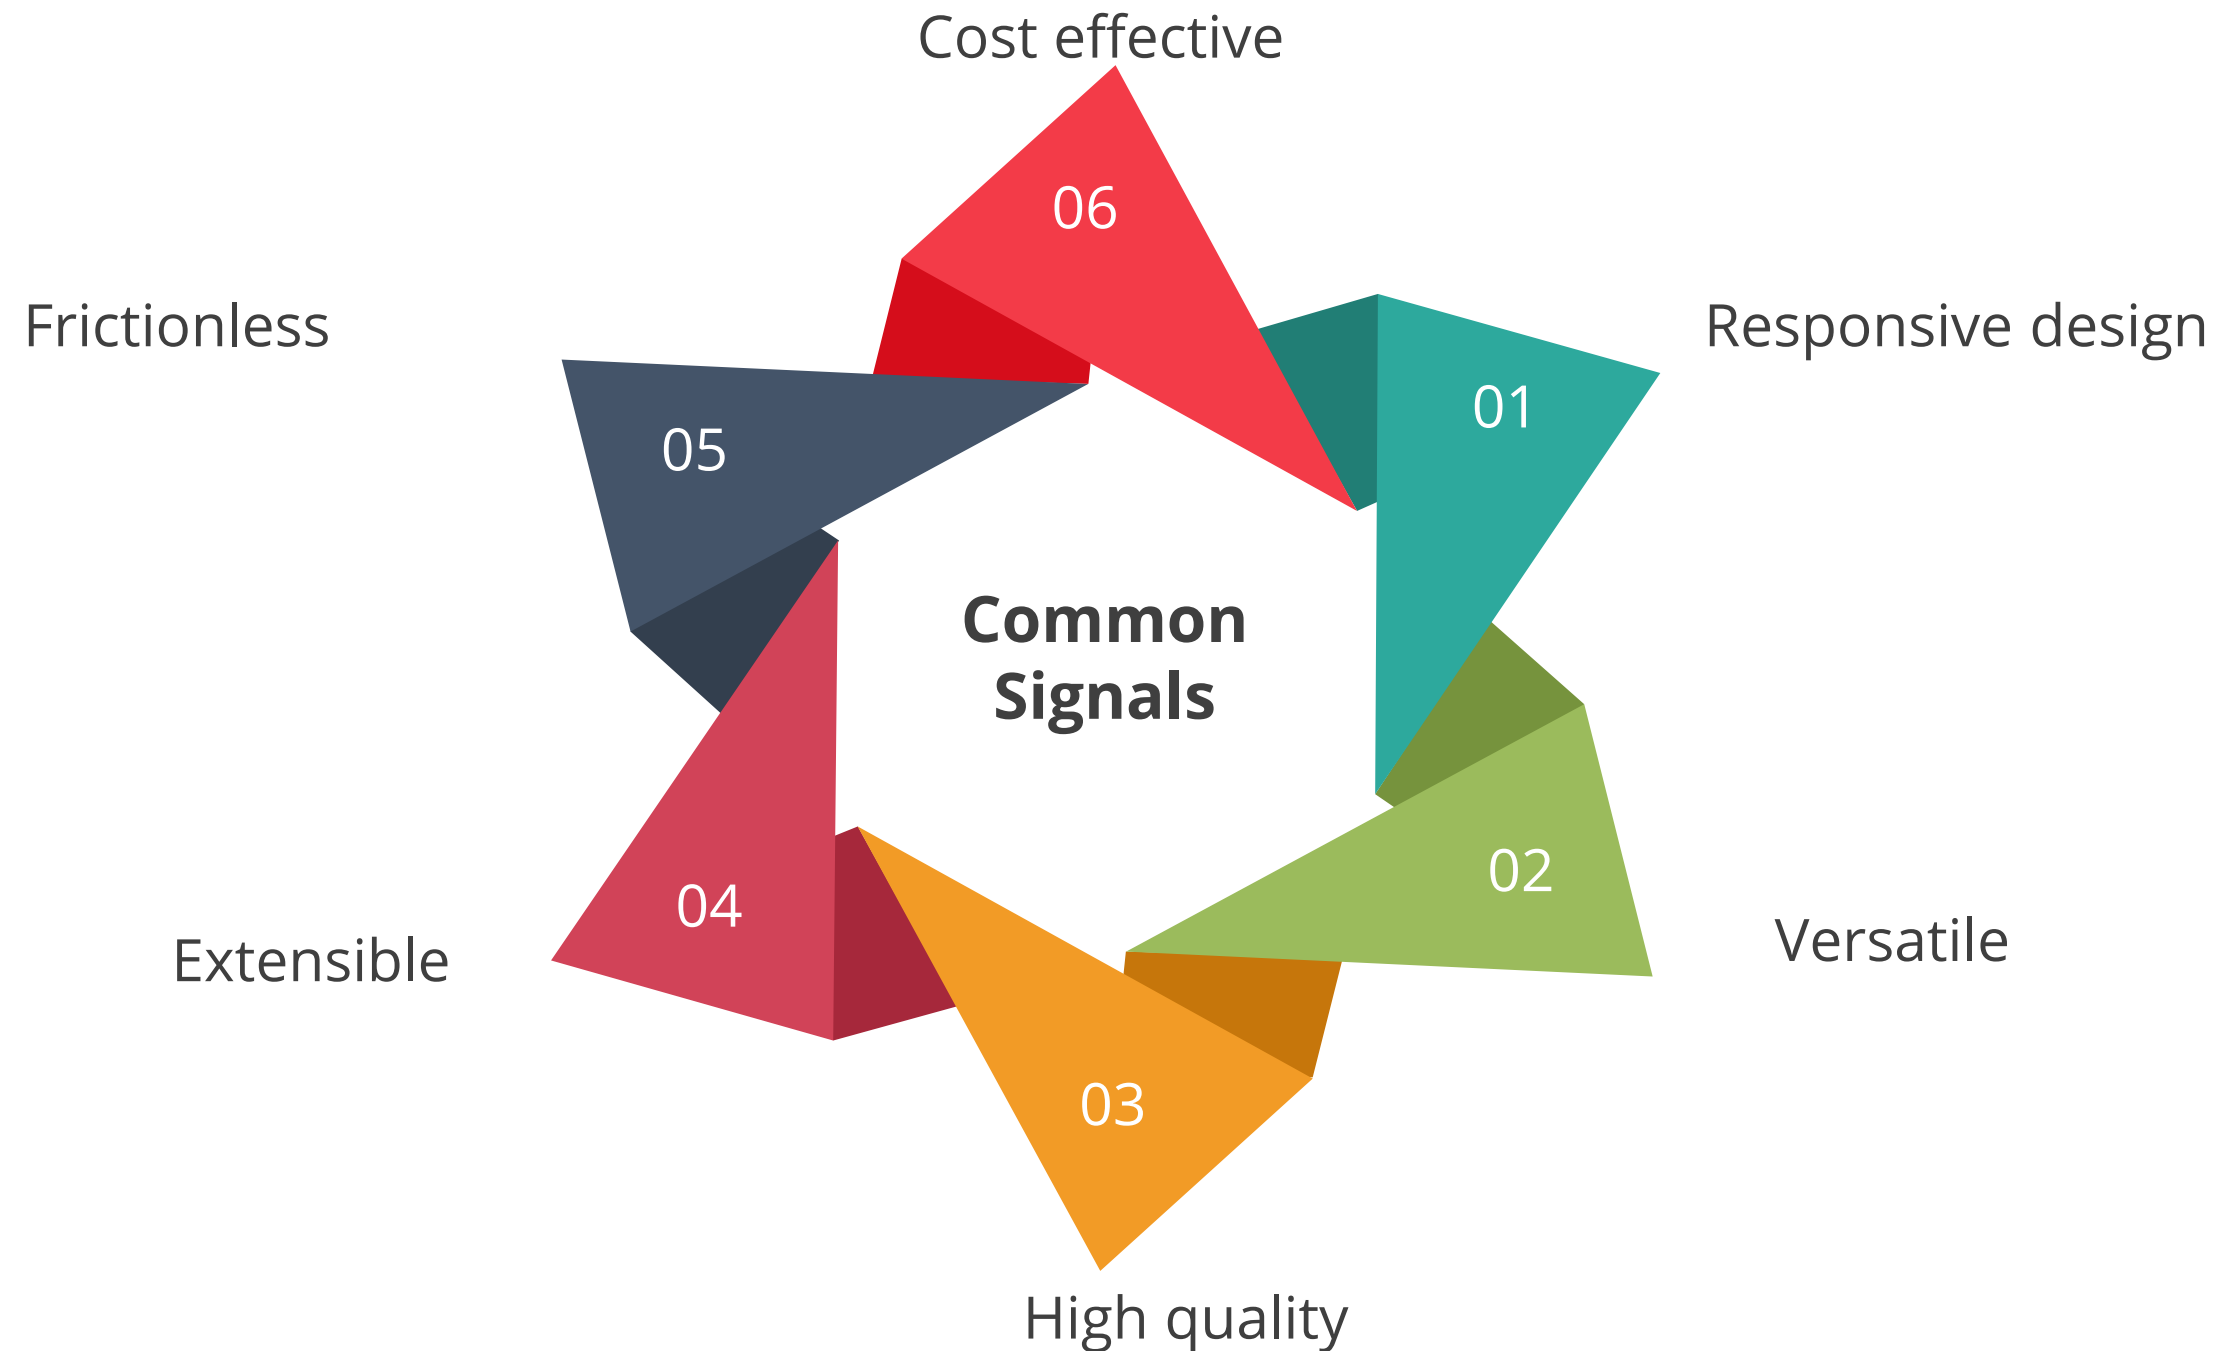 Cost effective
06
Frictionless
Responsive design
01
05
Common
Signals
02
04
Versatile
Extensible
03
High quality